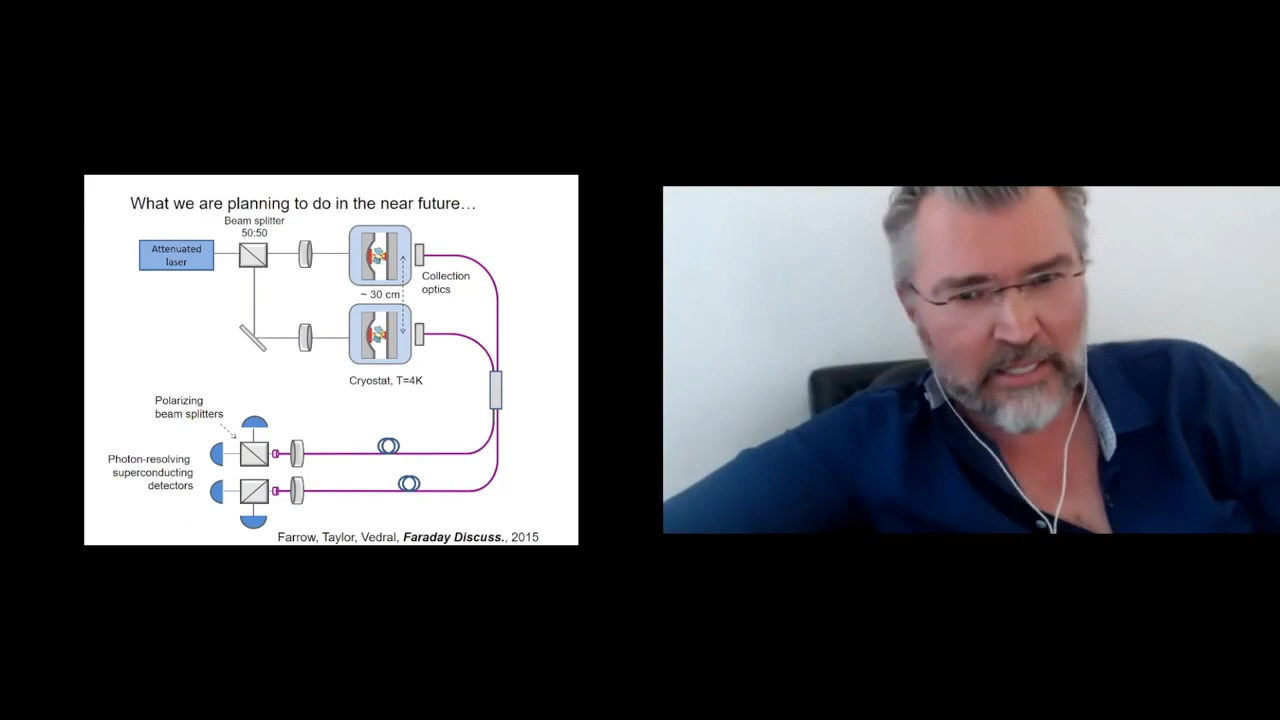 What we are planning to do in the near future…
Beam splitter
50:50
Attenuated
laser
Collection
optics
~ 30 cm
Cryostat, T=4K
Polarizing
beam splitters
Photon-resolving
superconducting
detectors
Farrow, Taylor, Vedral, Faraday Discuss., 2015